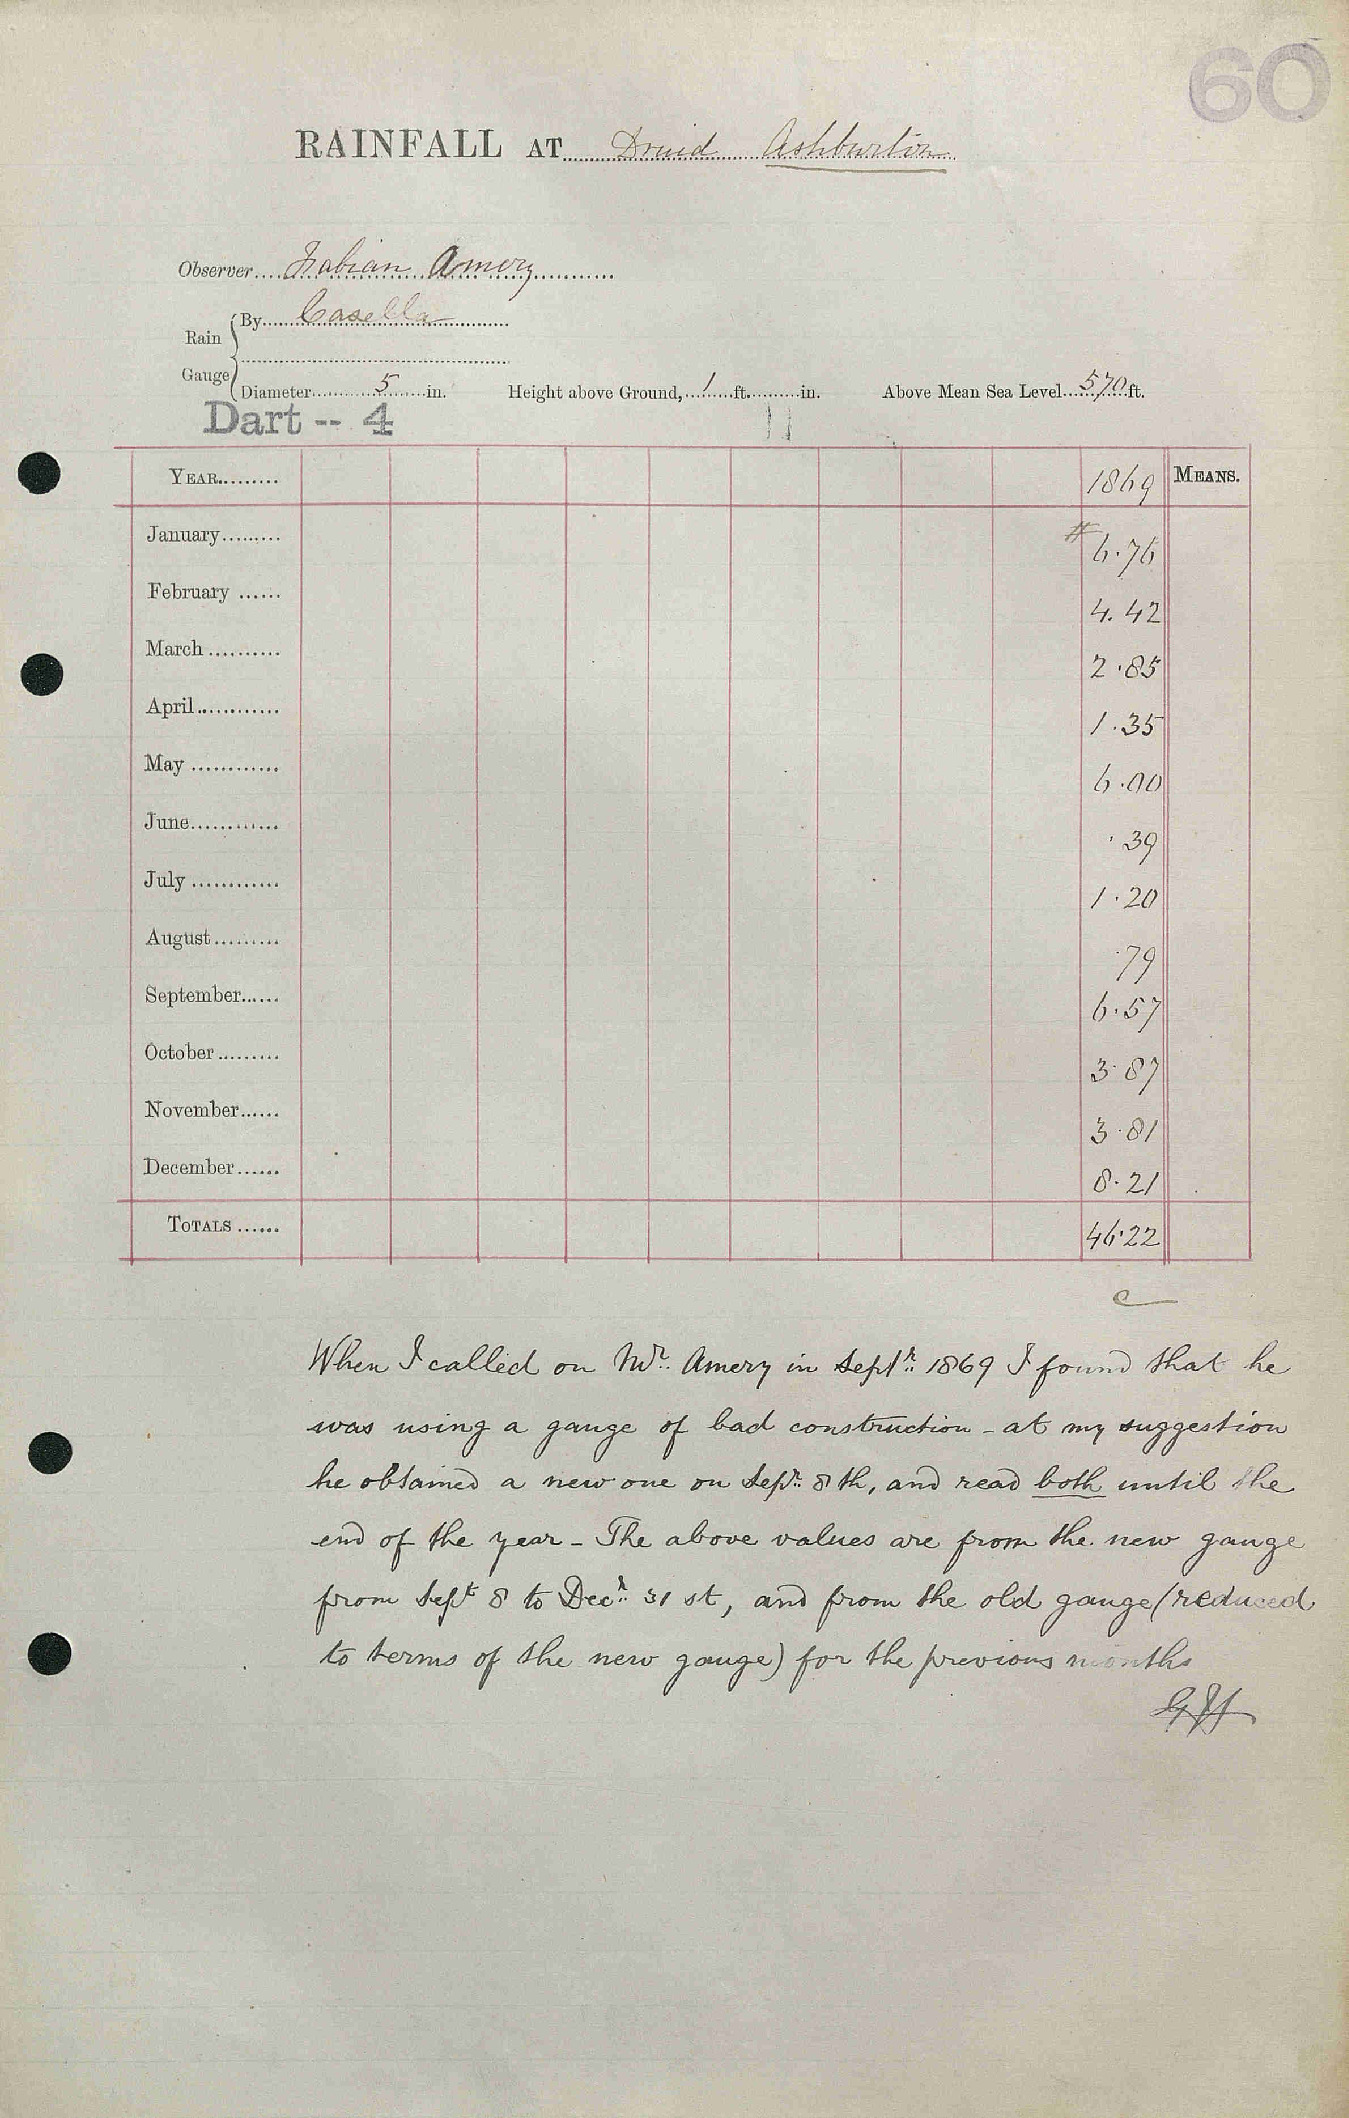 60
RAINFALL AT Druid Ashburton
Observer Fabian Amery
Rain Gauge By Casella
Diameter 5 in. Height above Ground, 1 ft. in. Above Mean Sea Level 570 ft.
Dart -- 4
YEAR 1869 MEANS.
January 6.76
February 4.42
March 2.85
April 1.35
May 6.00
June .39
July 1.20
August .79
September 6.57
October 3.87
November 3.81
December 8.21
TOTALS 46.22
c
When I called on Mr. Amery in Septr. 1869 I found that he
was using a gauge of bad construction - at my suggestion
he obtained a new one on Sepr. 8th, and read both until the
end of the year - The above values are from the new gauge
from Sept 8 to Decr. 31st, and from the old gauge (reduced
to terms of the new gauge) for the previous months